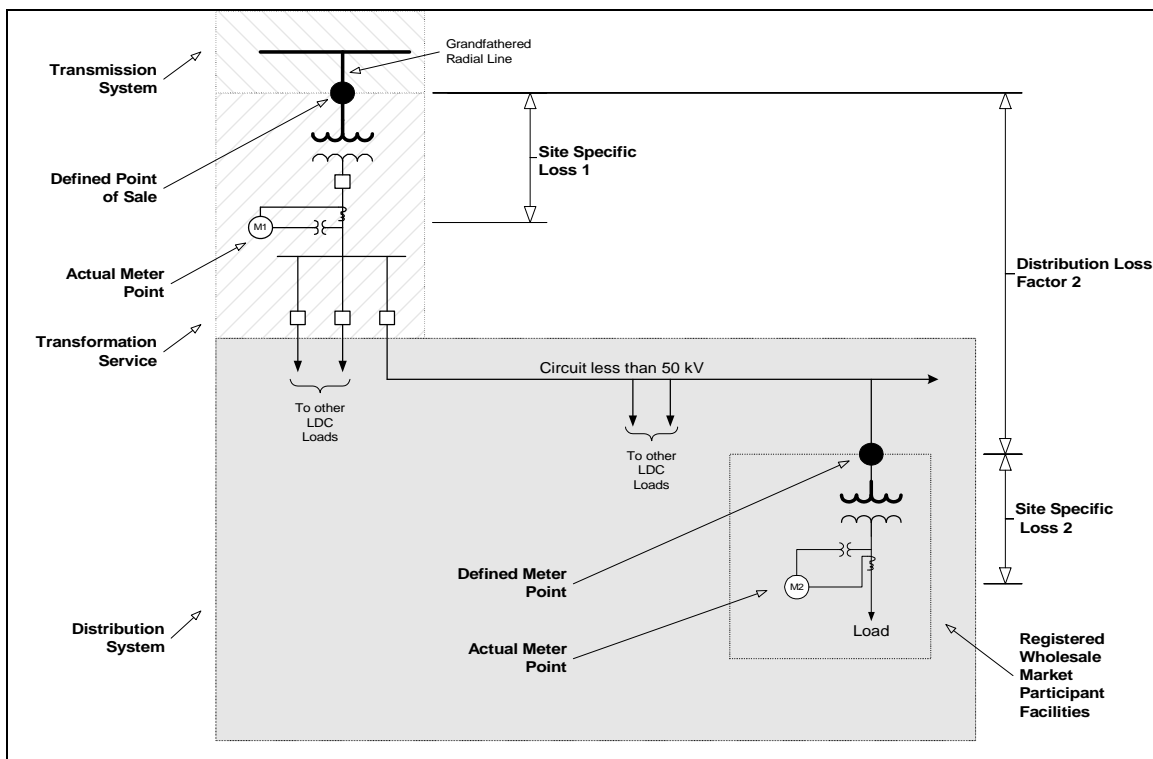 Grandfathered
Radial Line
Transmission
System
Defined Point
of Sale
Site Specific
Loss 1
M1
Actual Meter
Point
Distribution Loss
Factor 2
Transformation
Service
Circuit less than 50 kV
To other
LDC
Loads
To other
LDC
Loads
Site Specific
Loss 2
Defined Meter
Point
M2
Distribution
System
Load
Actual Meter
Point
Registered
Wholesale
Market
Participant
Facilities